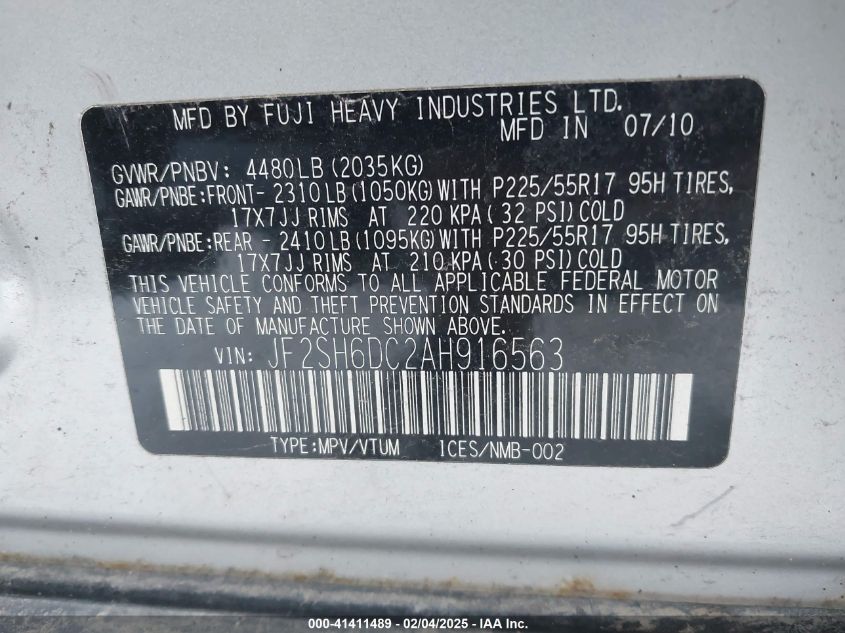 MFD BY FUJI HEAVY INDUSTRIES LTD.
MFD IN 07/10
GVWR/PNBV: 4480LB (2035KG)
GAWR/PNBE:FRONT- 2310LB (1050KG) WITH P225/55R17 95H TIRES,
17X7JJ RIMS AT 220 KPA ( 32 PSI) COLD
GAWR/PNBE:REAR - 2410LB (1095KG) WITH P225/55R17 95H TIRES,
17X7JJ RIMS AT 210 KPA ( 30 PSI) COLD
THIS VEHICLE CONFORMS TO ALL APPLICABLE FEDERAL MOTOR
VEHICLE SAFETY AND THEFT PREVENTION STANDARDS IN EFFECT ON
THE DATE OF MANUFACTURE SHOWN ABOVE.
VIN: JF2SH6DC2AH916563
TYPE:MPV/VTUM ICES/NMB-002
000-41411489 - 02/04/2025 - IAA Inc.